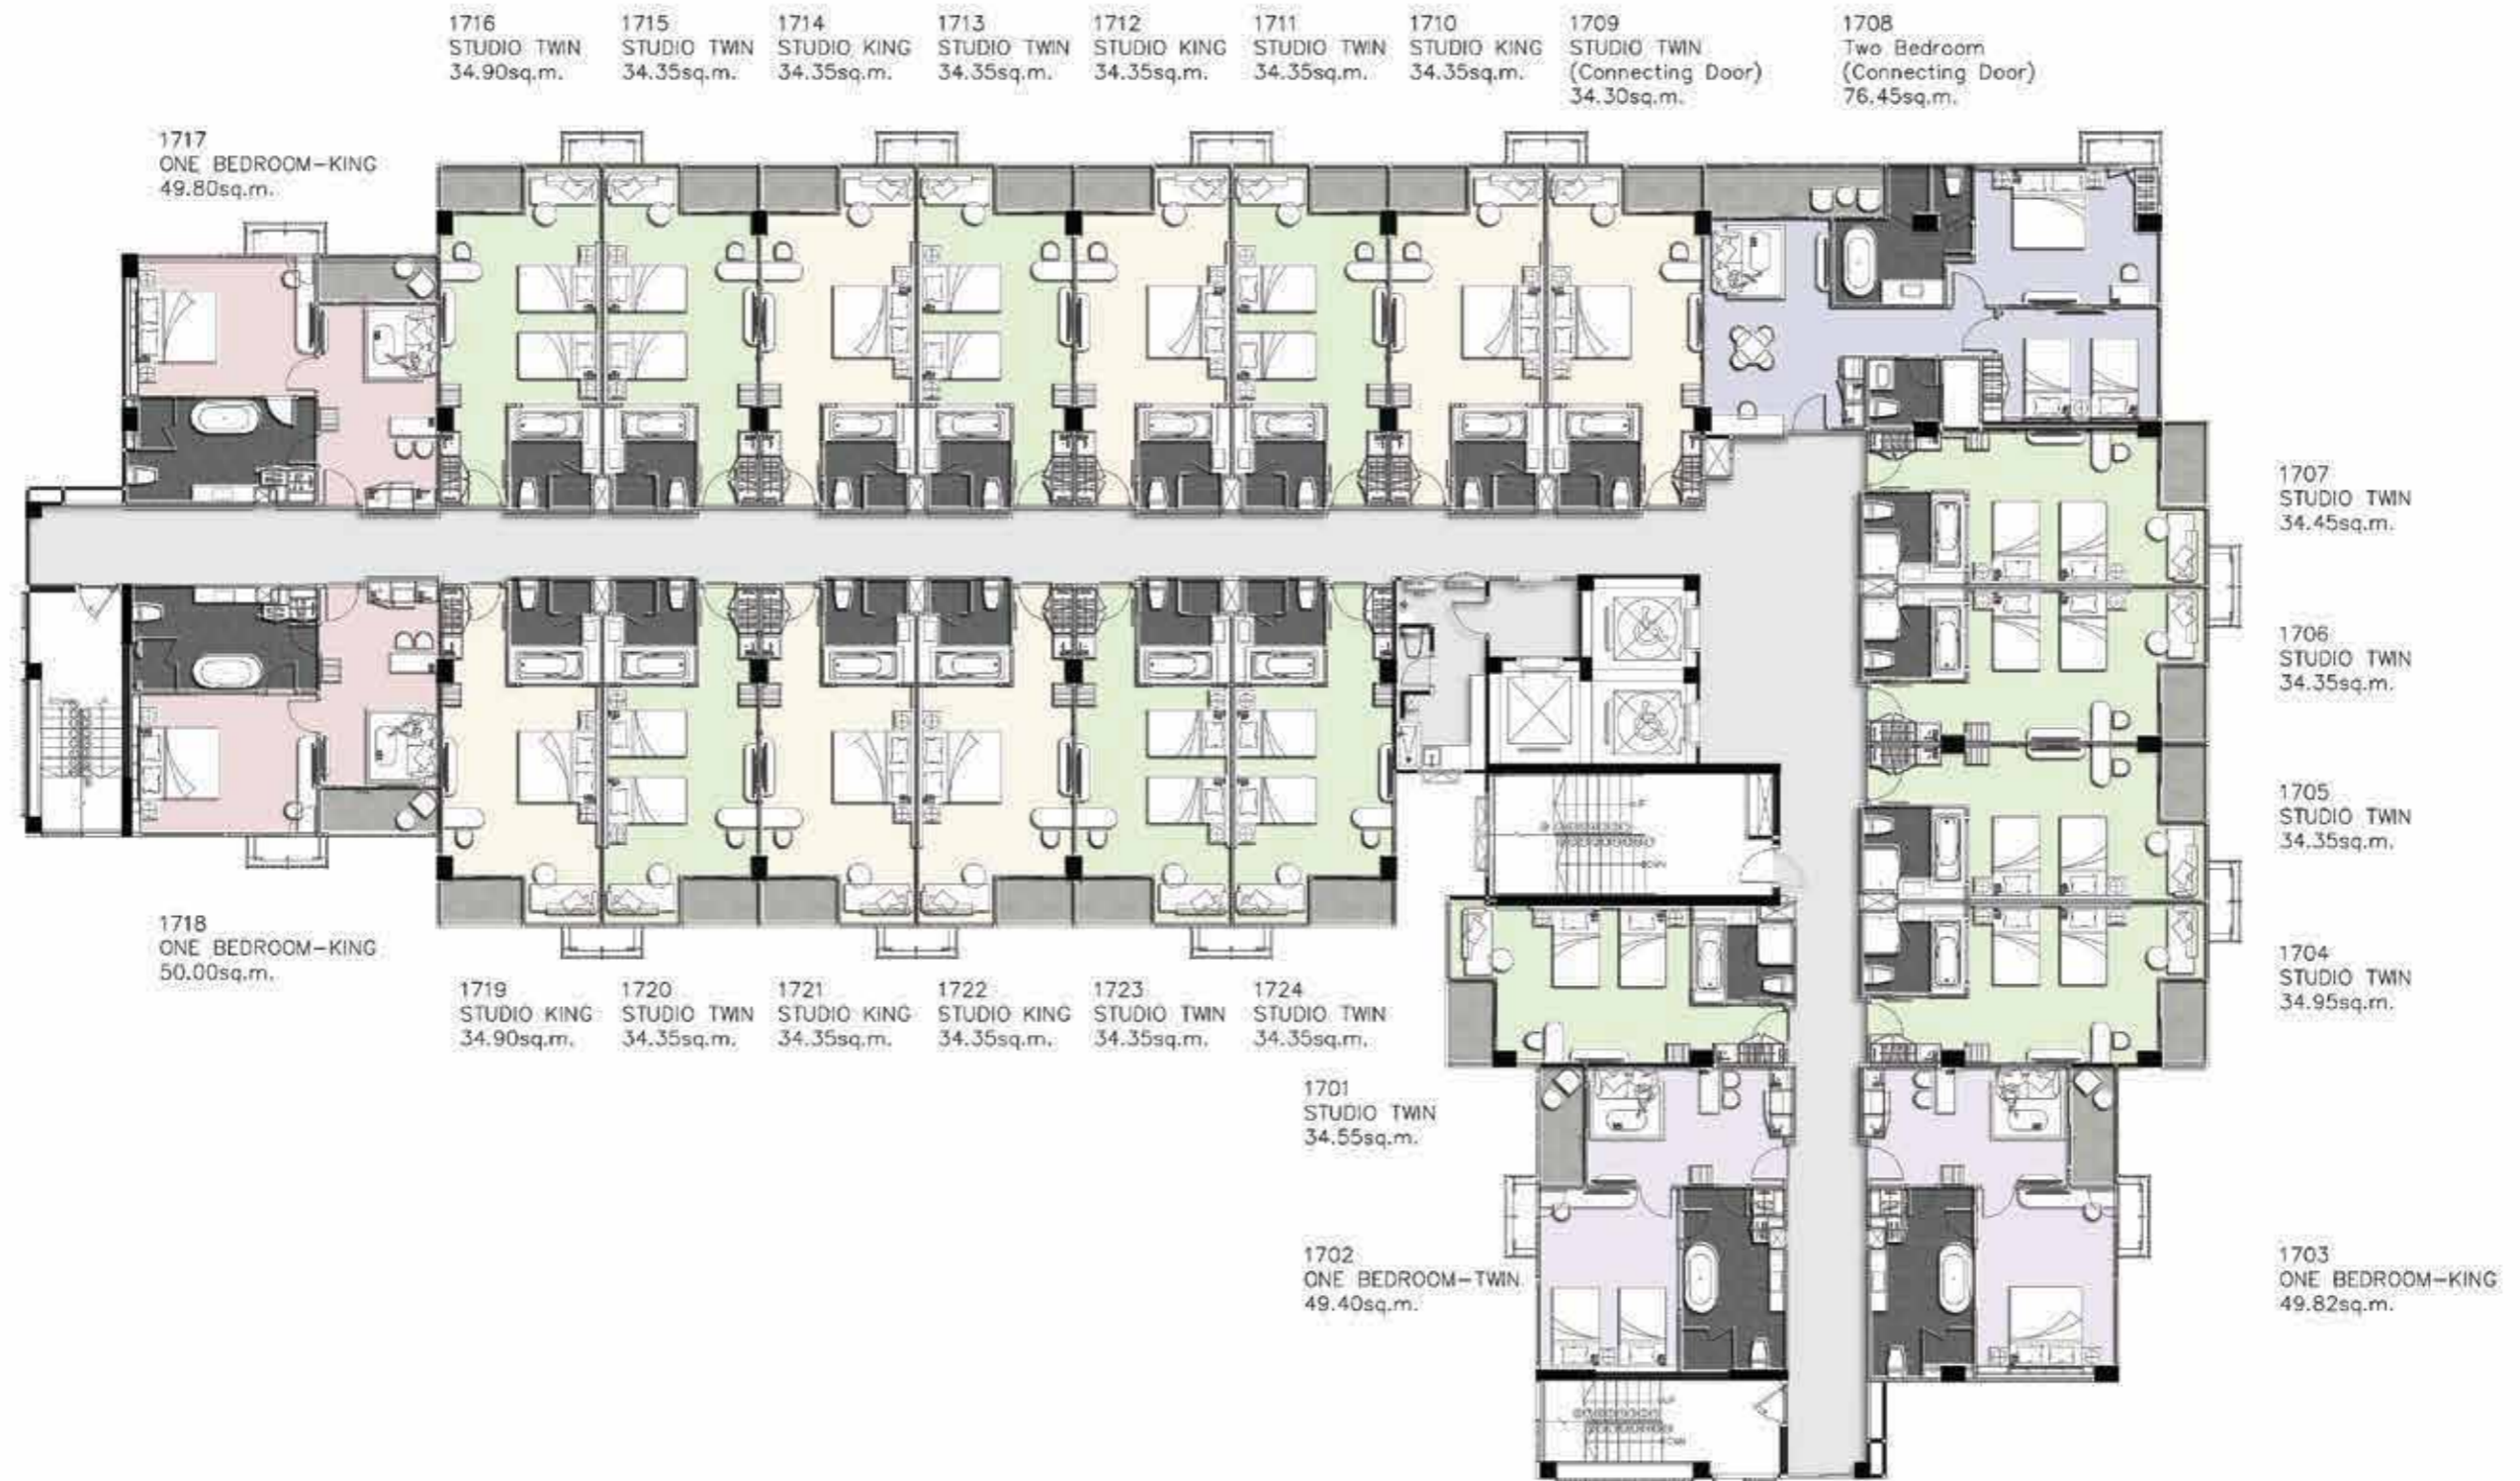 1716
STUDIO TWIN
34.90sq.m.
1715
STUDIO TWIN
34.35sq.m.
1714
STUDIO KING
34.35sq.m.
1713
STUDIO TWIN
34.35sq.m.
1712
STUDIO KING
34.35sq.m.
1711
STUDIO TWIN
34.35sq.m.
1710
STUDIO KING
34.35sq.m.
1709
STUDIO TWIN
(Connecting Door)
34.30sq.m.
1708
Two Bedroom
(Connecting Door)
76.45sq.m.
1717
ONE BEDROOM-KING
49.80sq.m.
1707
STUDIO TWIN
34.45sq.m.
1706
STUDIO TWIN
34.35sq.m.
1705
STUDIO TWIN
34.35sq.m.
1704
STUDIO TWIN
34.95sq.m.
1718
ONE BEDROOM-KING
50.00sq.m.
1719
STUDIO KING
34.90sq.m.
1720
STUDIO TWIN
34.35sq.m.
1721
STUDIO KING
34.35sq.m.
1722
STUDIO KING
34.35sq.m.
1723
STUDIO TWIN
34.35sq.m.
1724
STUDIO TWIN
34.35sq.m.
1701
STUDIO TWIN
34.55sq.m.
1702
ONE BEDROOM-TWIN
49.40sq.m.
1703
ONE BEDROOM-KING
49.82sq.m.